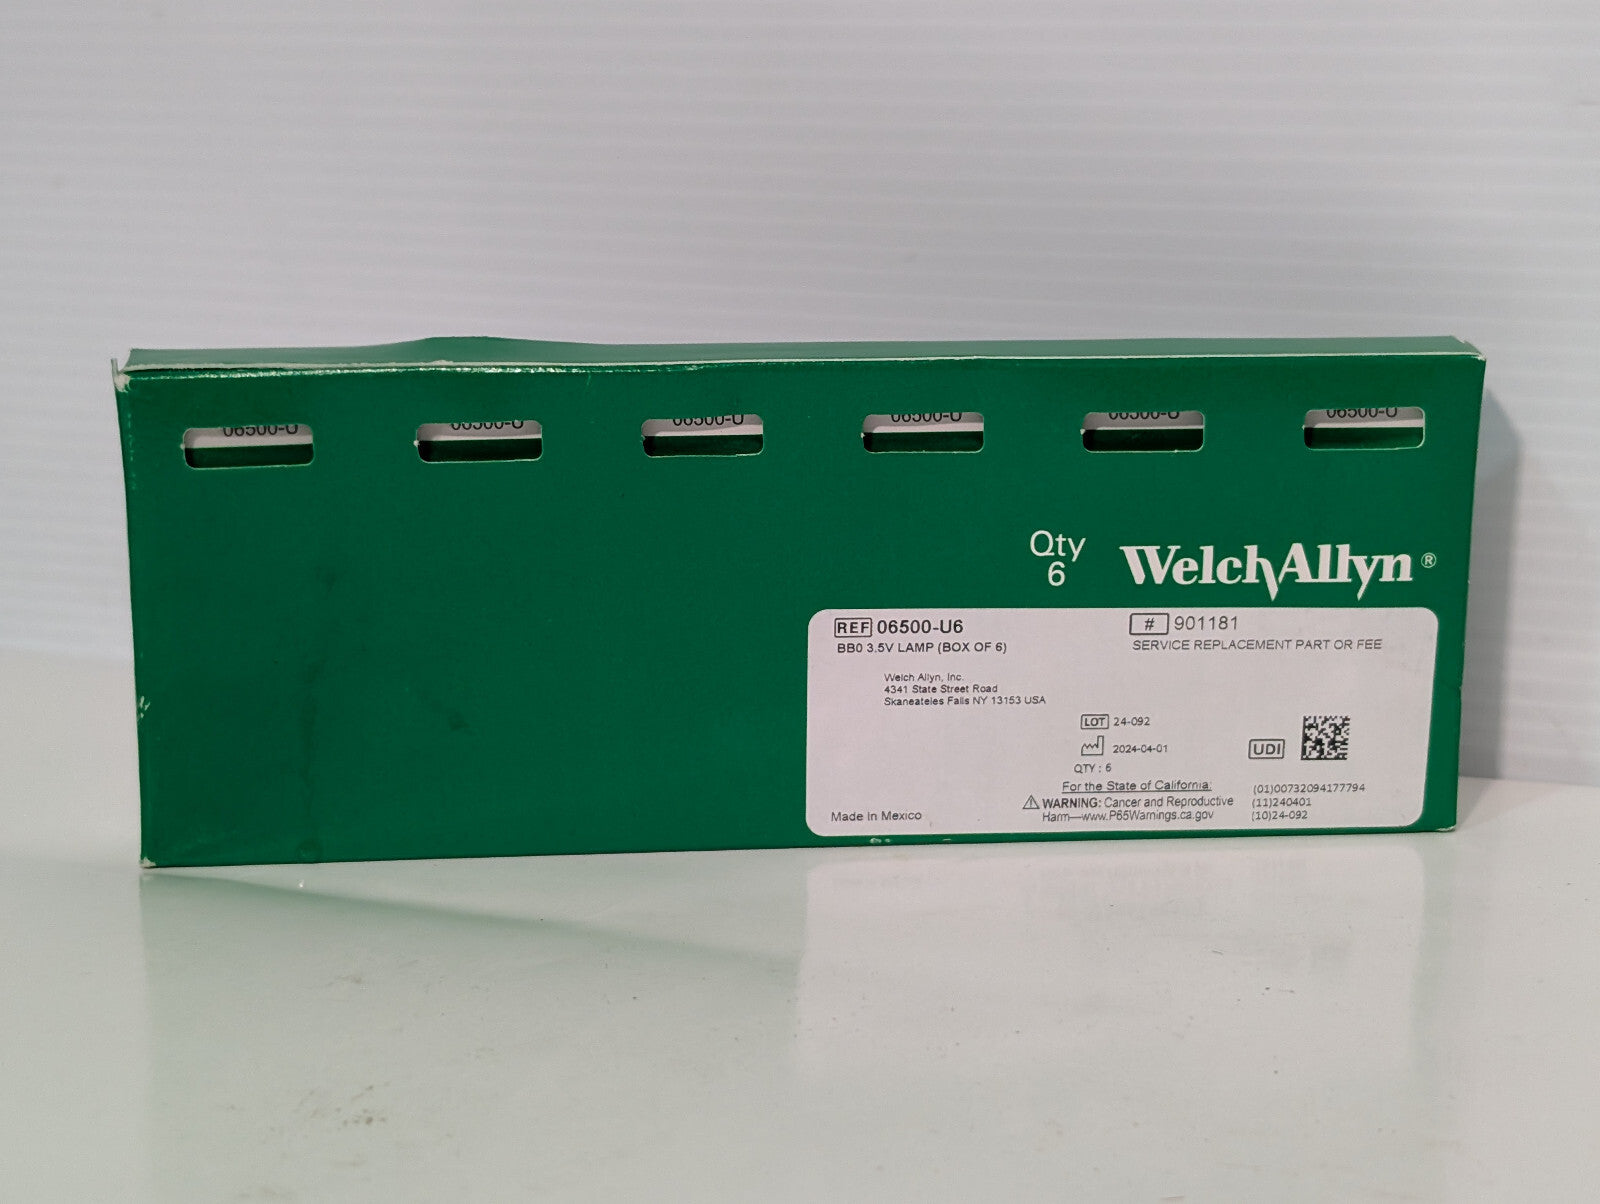 06500-U
06500-U
06500-U
06500-U
06500-U
06500-U
Qty
6
WelchAllyn®
REF 06500-U6
BB0 3.5V LAMP (BOX OF 6)
# 901181
SERVICE REPLACEMENT PART OR FEE
Welch Allyn, Inc.
4341 State Street Road
Skaneateles Falls NY 13153 USA
LOT 24-092
2024-04-01
QTY : 6
UDI
For the State of California:
⚠ WARNING: Cancer and Reproductive
Harm—www.P65Warnings.ca.gov
(01)00732094177794
(11)240401
(10)24-092
Made in Mexico